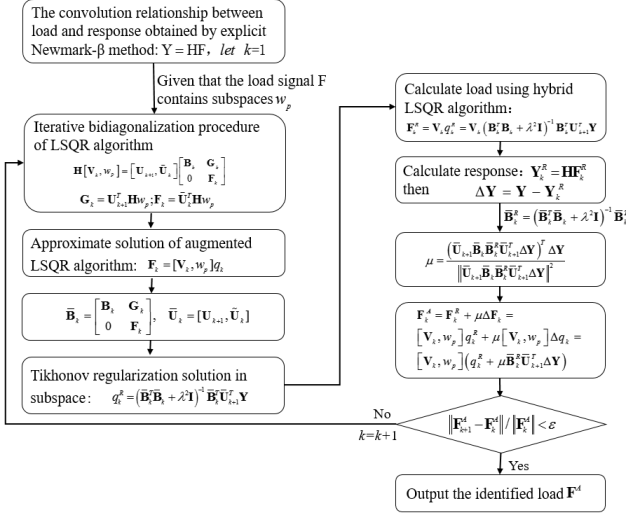 The convolution relationship between
load and response obtained by explicit
Newmark-β method: Y = HF, let k=1
Given that the load signal F
contains subspaces w_p
Iterative bidiagonalization procedure
of LSQR algorithm
H[V_k, w_p] = [U_{k+1}, Ũ_k] [B_k G_k; 0 F_k]
G_k = U_{k+1}^T Hw_p; F_k = Ũ_k^T Hw_p
Approximate solution of augmented
LSQR algorithm: F_k = [V_k, w_p]q_k
B̄_k = [B_k G_k; 0 F_k], Ū_k = [U_{k+1}, Ũ_k]
Tikhonov regularization solution in
subspace: q_k^R = (B̄_k^T B̄_k + λ²I)^{-1} B̄_k^T Ū_{k+1}^T Y
Calculate load using hybrid
LSQR algorithm:
F_k^R = V_k q_k^R = V_k (B_k^T B_k + λ²I)^{-1} B_k^T U_{k+1}^T Y
Calculate response: Y_k^R = HF_k^R
then ΔY = Y − Y_k^R
B̄_k^R = (B̄_k^T B̄_k + λ²I)^{-1} B̄_k
μ = (Ū_{k+1} B̄_k B̄_k^R Ū_{k+1}^T ΔY)^T ΔY / ‖Ū_{k+1} B̄_k B̄_k^R Ū_{k+1}^T ΔY‖²
F_k^A = F_k^R + μΔF_k =
[V_k, w_p] q_k^R + μ[V_k, w_p]Δq_k =
[V_k, w_p](q_k^R + μB̄_k^R Ū_{k+1}^T ΔY)
No
k=k+1
‖F_{k+1}^A − F_k^A‖ / ‖F_k^A‖ < ε
Yes
Output the identified load F^A